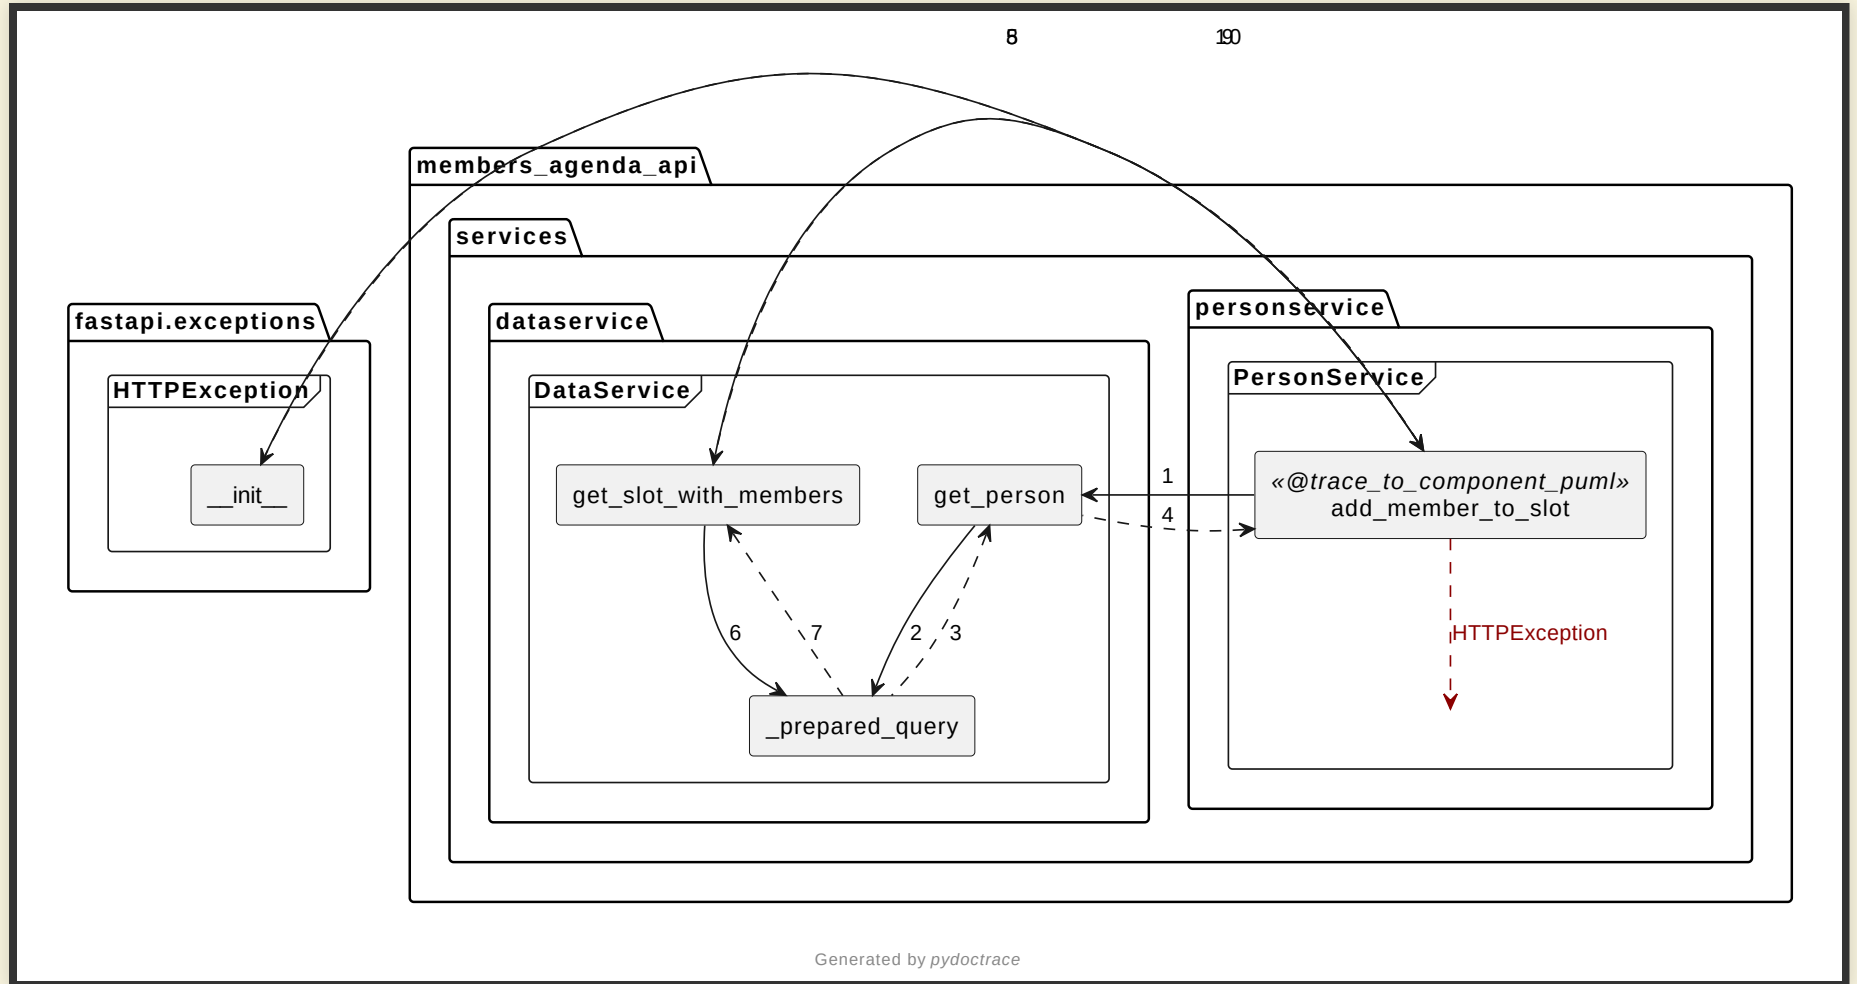 members_agenda_api
services
fastapi.exceptions
dataservice
personservice
HTTPException
DataService
PersonService
__init__
get_slot_with_members
get_person
1
4
«@trace_to_component_puml»
add_member_to_slot
6
7
2
3
HTTPException
_prepared_query
Generated by pydoctrace